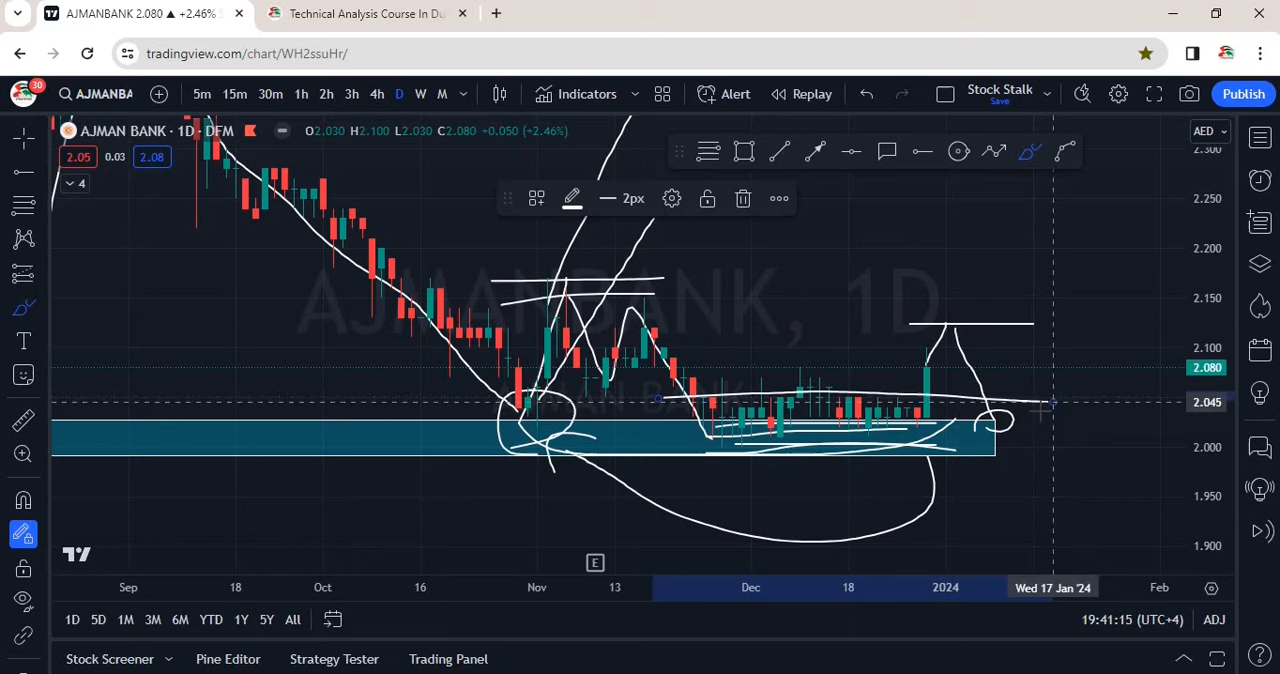 AJMANBANK 2.080 ▲ +2.46%
Technical Analysis Course In Du
tradingview.com/chart/WH2ssuHr/
30
AJMANBA
5m 15m 30m 1h 2h 3h 4h D W M
Indicators
Alert
Replay
Stock Stalk
Save
Publish
AJMAN BANK · 1D · DFM
O2.030 H2.100 L2.030 C2.080 +0.050 (+2.46%)
AED
2.05 0.03 2.08
4
2px
AJMANBANK, 1D
AJMAN BANK
2.300
2.250
2.200
2.150
2.100
2.080
2.045
2.000
1.950
1.900
E
Sep 18 Oct 16 Nov 13 Dec 18 2024 Wed 17 Jan '24 Feb
1D 5D 1M 3M 6M YTD 1Y 5Y All
19:41:15 (UTC+4) ADJ
Stock Screener Pine Editor Strategy Tester Trading Panel